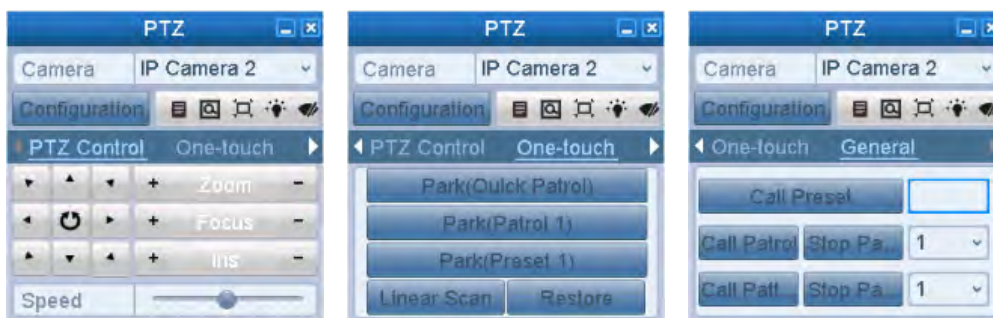 PTZ
Camera IP Camera 2
Configuration
PTZ Control One-touch
+ Zoom -
+ Focus -
+ Iris -
Speed
PTZ
Camera IP Camera 2
Configuration
PTZ Control One-touch
Park(Quick Patrol)
Park(Patrol 1)
Park(Preset 1)
Linear Scan Restore
PTZ
Camera IP Camera 2
Configuration
One-touch General
Call Preset
Call Patrol Stop Pa... 1
Call Patt... Stop Pa... 1